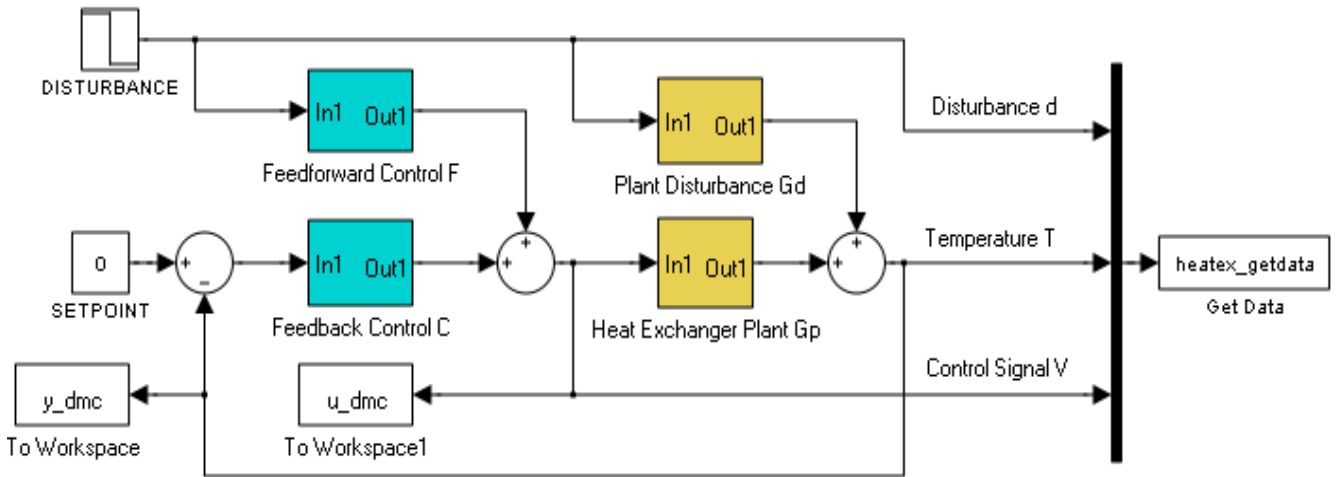 DISTURBANCE
In1 Out1
Feedforward Control F
In1 Out1
Plant Disturbance Gd
Disturbance d
0
SETPOINT
+
−
In1 Out1
Feedback Control C
+
+
In1 Out1
Heat Exchanger Plant Gp
+
+
Temperature T
heatex_getdata
Get Data
y_dmc
To Workspace
u_dmc
To Workspace1
Control Signal V